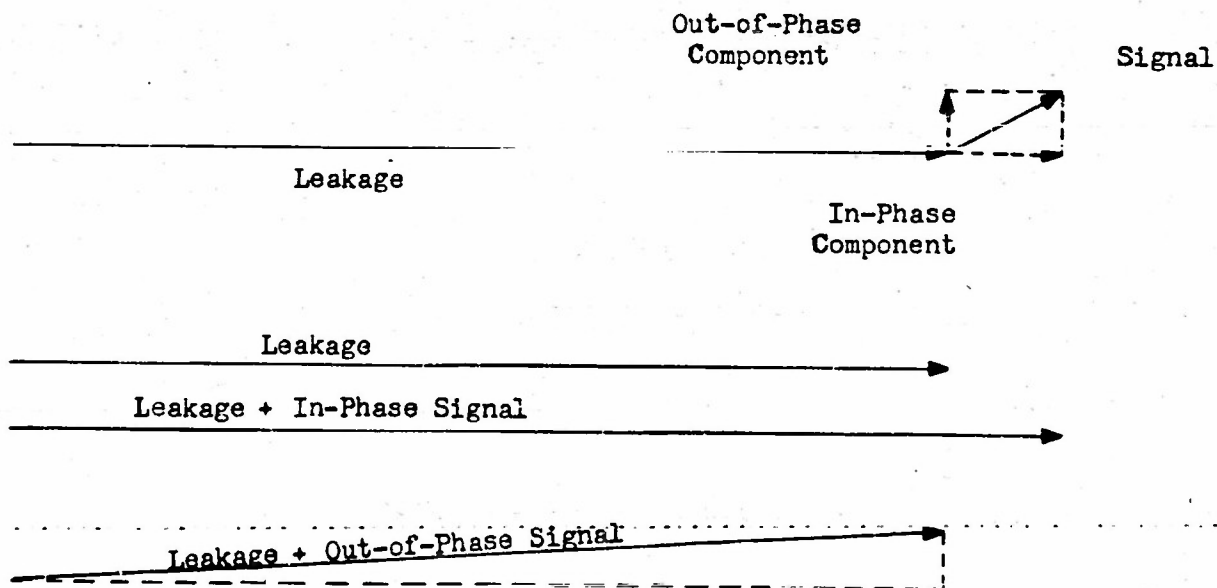 Out-of-Phase
Component
Signal
Leakage
In-Phase
Component
Leakage
Leakage + In-Phase Signal
Leakage + Out-of-Phase Signal